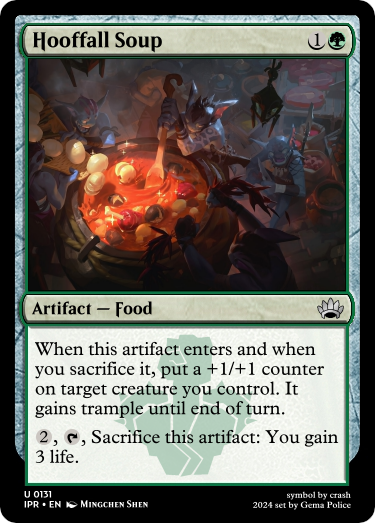 Hooffall Soup 1
Artifact — Food
When this artifact enters and when
you sacrifice it, put a +1/+1 counter
on target creature you control. It
gains trample until end of turn.
2, , Sacrifice this artifact: You gain
3 life.
U 0131 symbol by crash
IPR • EN Mingchen Shen 2024 set by Gema Police